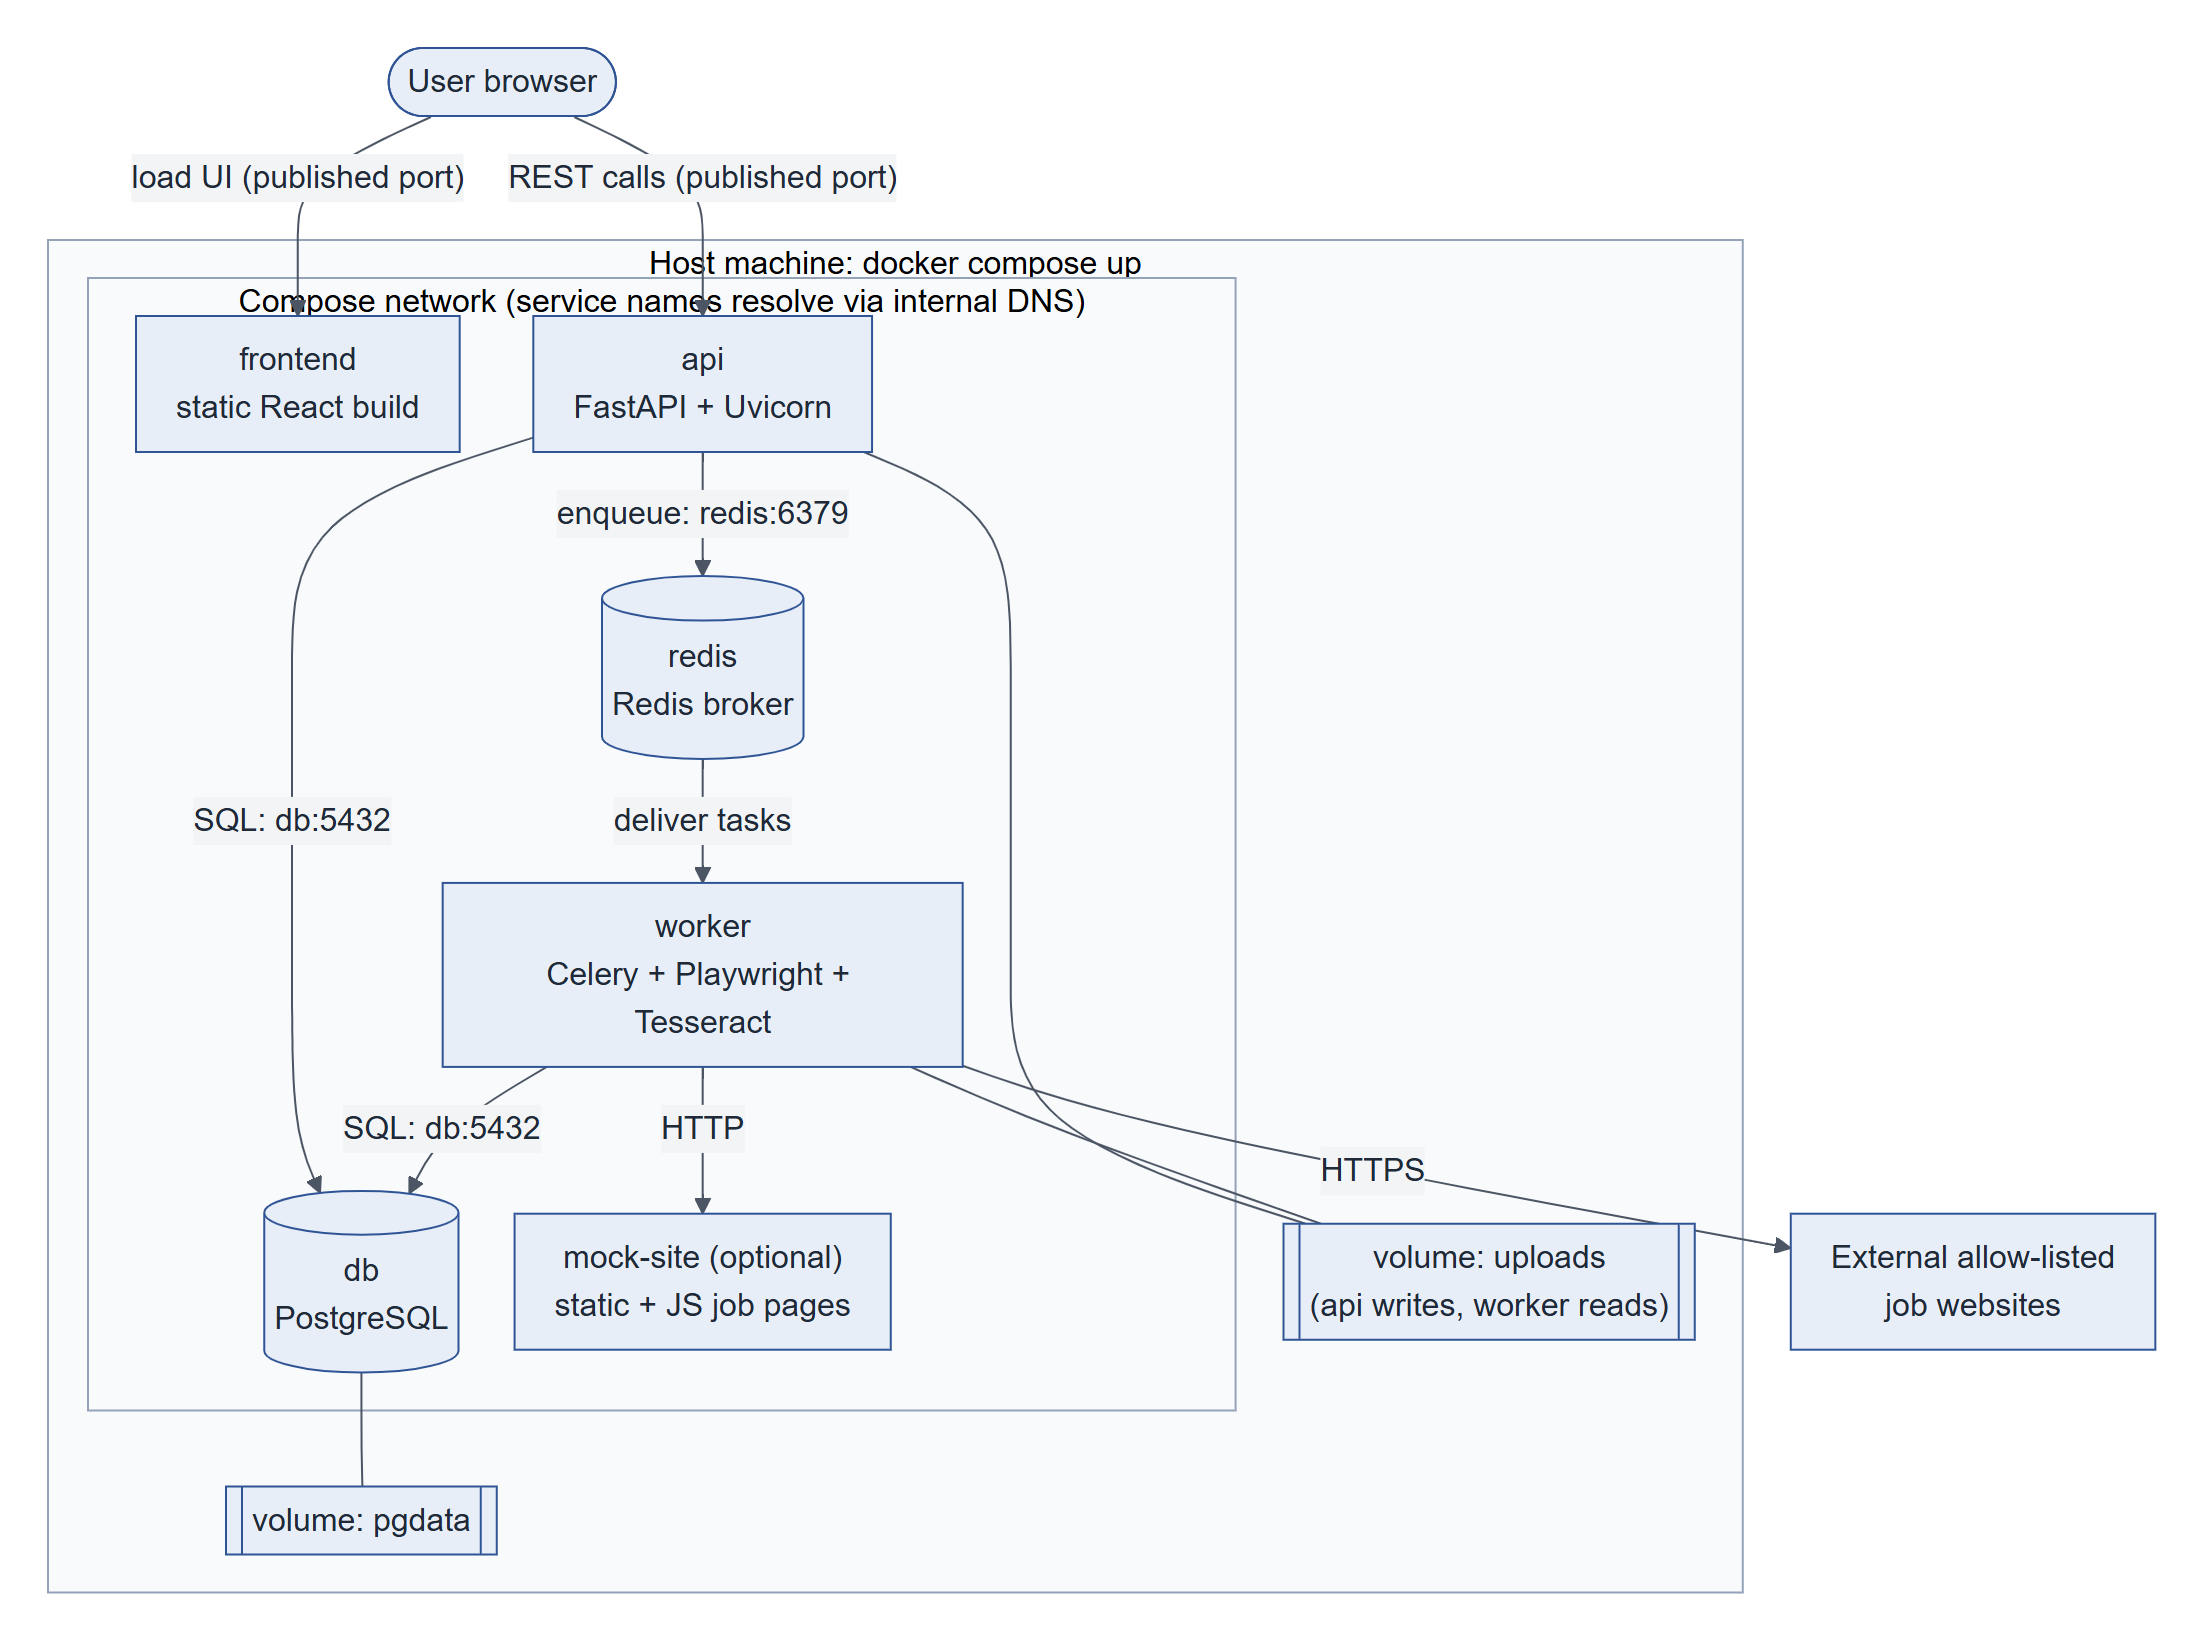 User browser
load UI (published port)
REST calls (published port)
Host machine: docker compose up
Compose network (service names resolve via internal DNS)
frontend
static React build
api
FastAPI + Uvicorn
enqueue: redis:6379
redis
Redis broker
SQL: db:5432
deliver tasks
worker
Celery + Playwright +
Tesseract
SQL: db:5432
HTTP
HTTPS
db
PostgreSQL
mock-site (optional)
static + JS job pages
volume: uploads
(api writes, worker reads)
External allow-listed
job websites
volume: pgdata